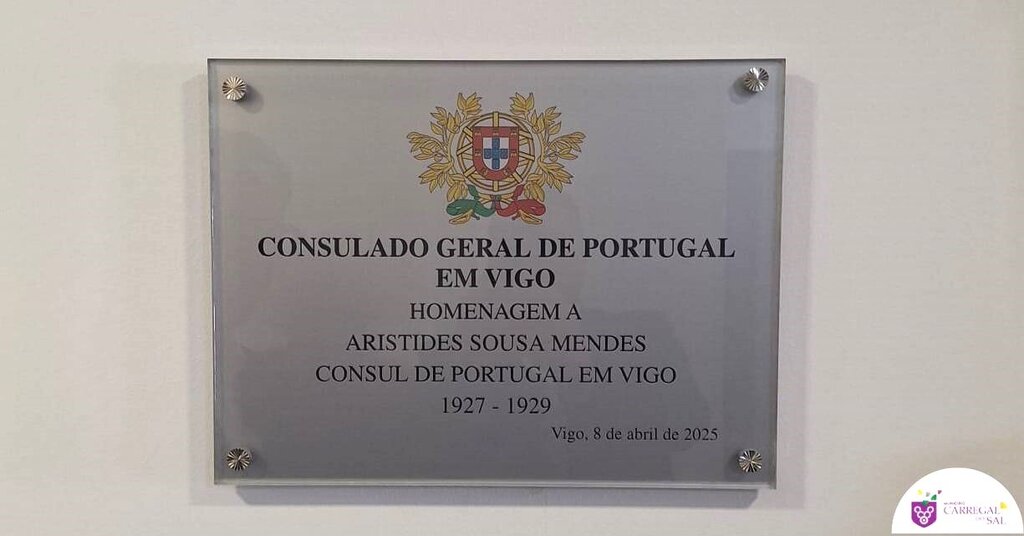 CONSULADO GERAL DE PORTUGAL
EM VIGO
HOMENAGEM A
ARISTIDES SOUSA MENDES
CONSUL DE PORTUGAL EM VIGO
1927 - 1929
Vigo, 8 de abril de 2025
MUNICÍPIO
CARREGAL
SAL